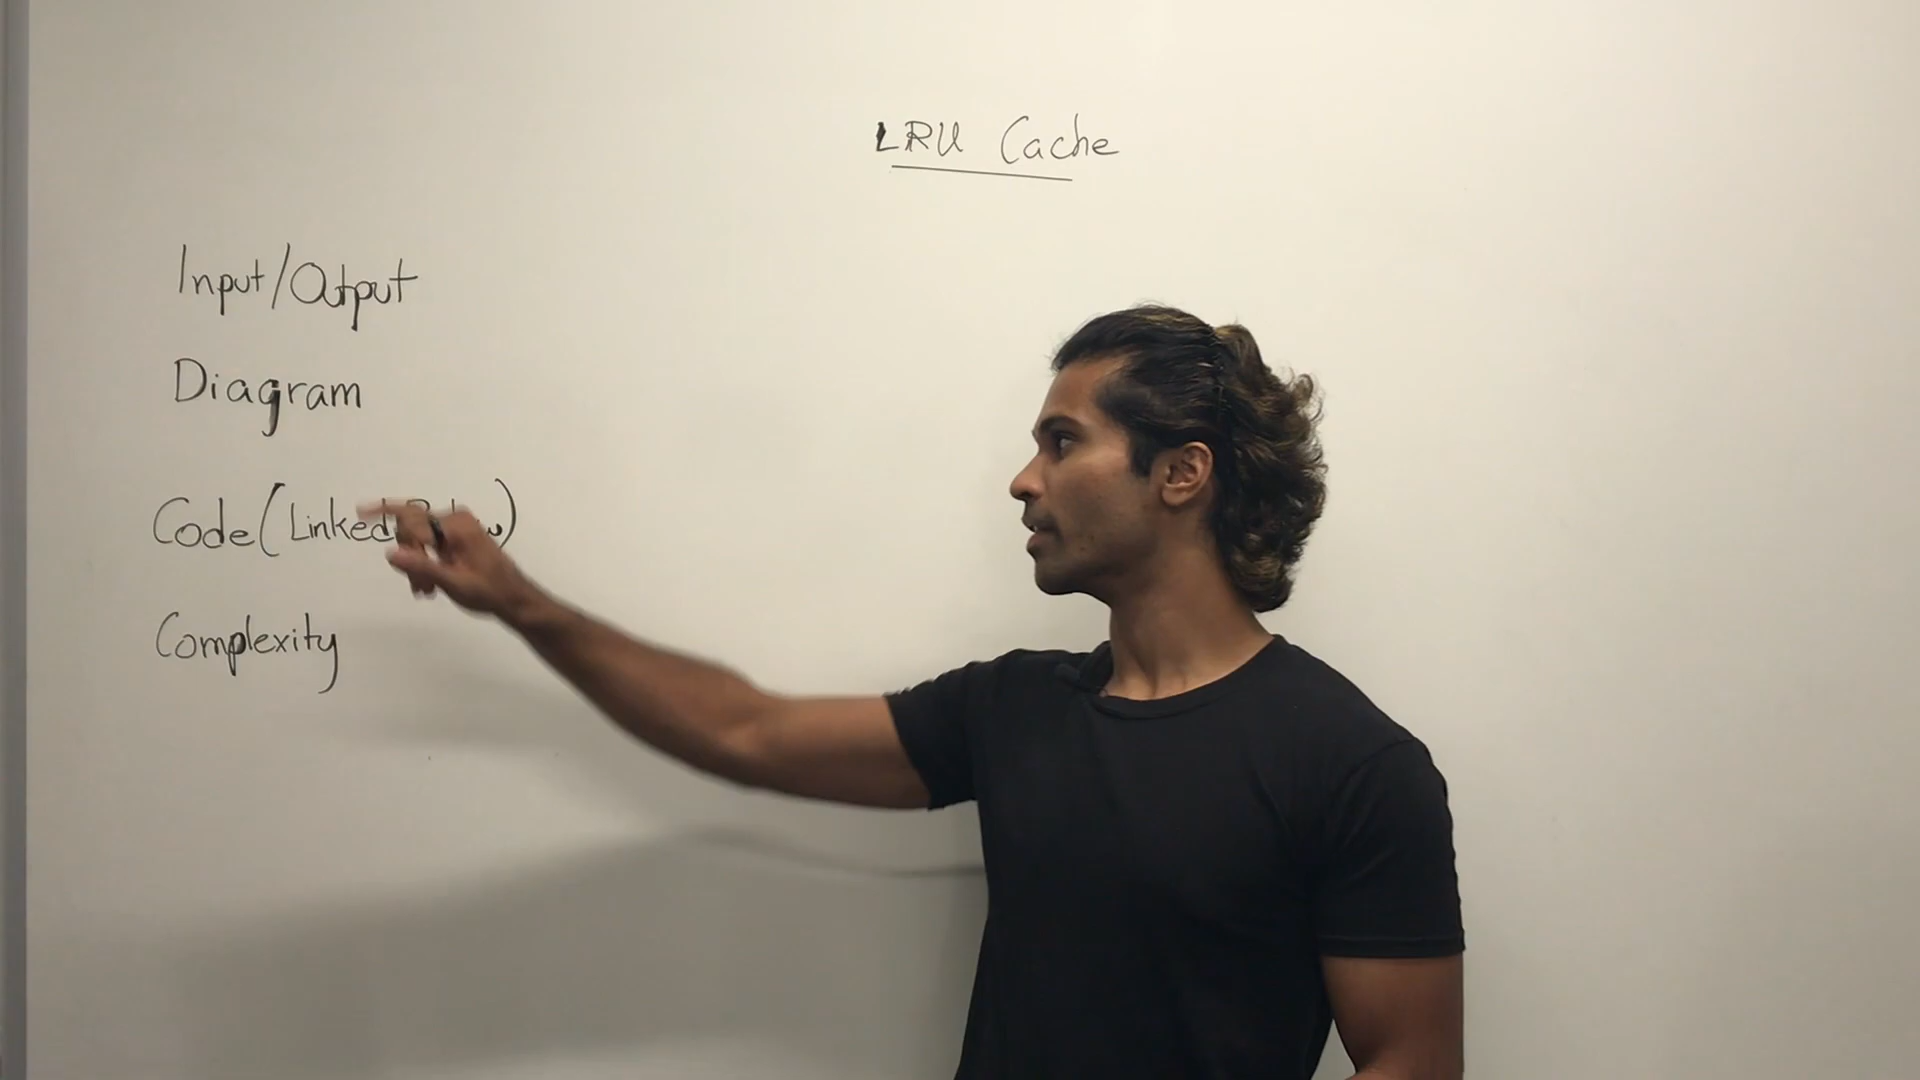 LRU Cache
Input/Output
Diagram
Code(Linked
Complexity